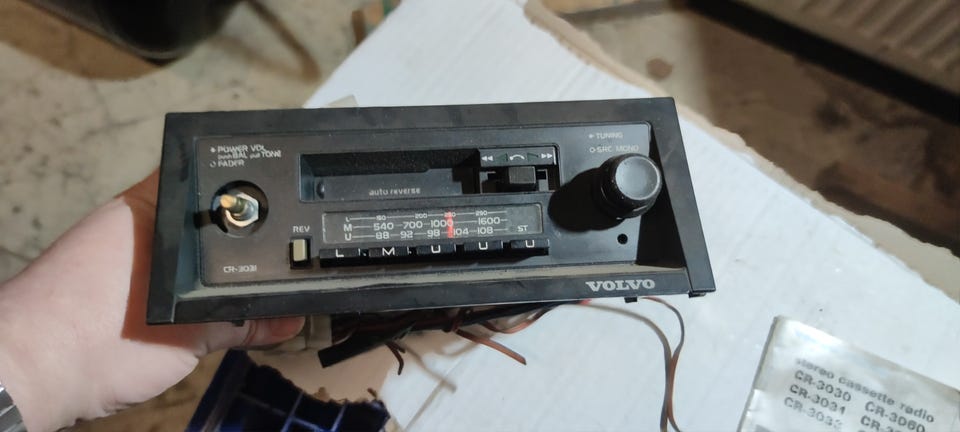 POWER VOL
push BAL pull TONE
FADER
TUNING
SRC MONO
auto reverse
L 150 200 250 290
M 540 700 1000 1600
U 88 92 98 104 108 ST
REV
L M U U U
CR-3031
VOLVO
stereo cassette radio
CR-3030 CR-3060
CR-3031
CR-3033